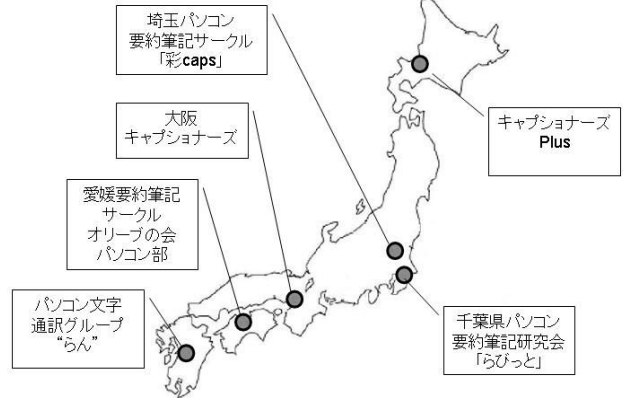 埼玉パソコン
要約筆記サークル
「彩caps」
大阪
キャプショナーズ
キャプショナーズ
Plus
愛媛要約筆記
サークル
オリーブの会
パソコン部
パソコン文字
通訳グループ
“らん”
千葉県パソコン
要約筆記研究会
「らびっと」